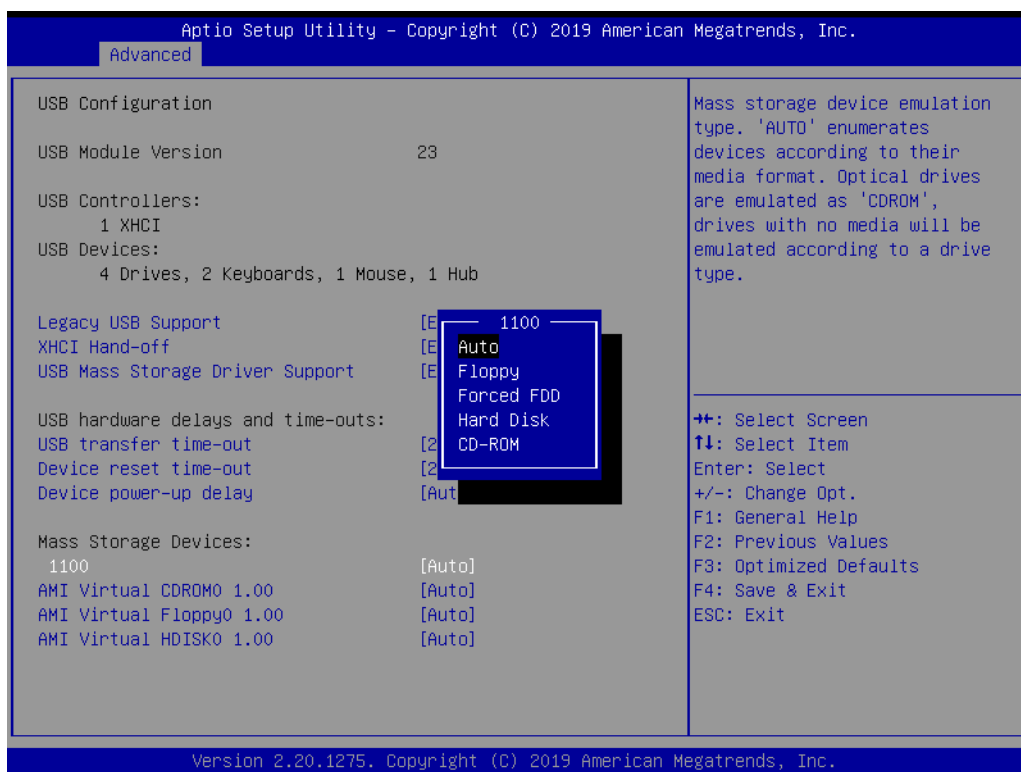 Aptio Setup Utility – Copyright (C) 2019 American Megatrends, Inc.
Advanced
USB Configuration
USB Module Version 23
USB Controllers:
1 XHCI
USB Devices:
4 Drives, 2 Keyboards, 1 Mouse, 1 Hub
Legacy USB Support [E
XHCI Hand-off [E
USB Mass Storage Driver Support [E
USB hardware delays and time-outs:
USB transfer time-out [2
Device reset time-out [2
Device power-up delay [Aut
Mass Storage Devices:
1100 [Auto]
AMI Virtual CDROM0 1.00 [Auto]
AMI Virtual Floppy0 1.00 [Auto]
AMI Virtual HDISK0 1.00 [Auto]
1100
Auto
Floppy
Forced FDD
Hard Disk
CD-ROM
Mass storage device emulation
type. 'AUTO' enumerates
devices according to their
media format. Optical drives
are emulated as 'CDROM',
drives with no media will be
emulated according to a drive
type.
→←: Select Screen
↑↓: Select Item
Enter: Select
+/-: Change Opt.
F1: General Help
F2: Previous Values
F3: Optimized Defaults
F4: Save & Exit
ESC: Exit
Version 2.20.1275. Copyright (C) 2019 American Megatrends, Inc.